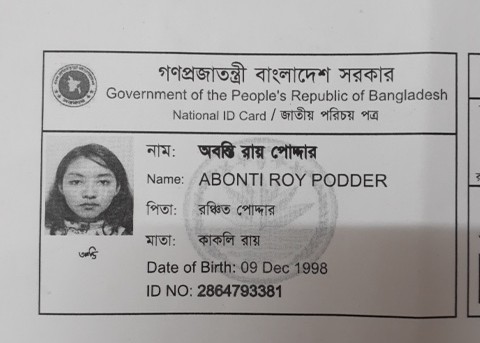 গণপ্রজাতন্ত্রী বাংলাদেশ সরকার
Government of the People's Republic of Bangladesh
National ID Card / জাতীয় পরিচয় পত্র
নাম: অবন্তি রায় পোদ্দার
Name: ABONTI ROY PODDER
পিতা: রঞ্চিত পোদ্দার
মাতা: কাকলি রায়
Date of Birth: 09 Dec 1998
ID NO: 2864793381